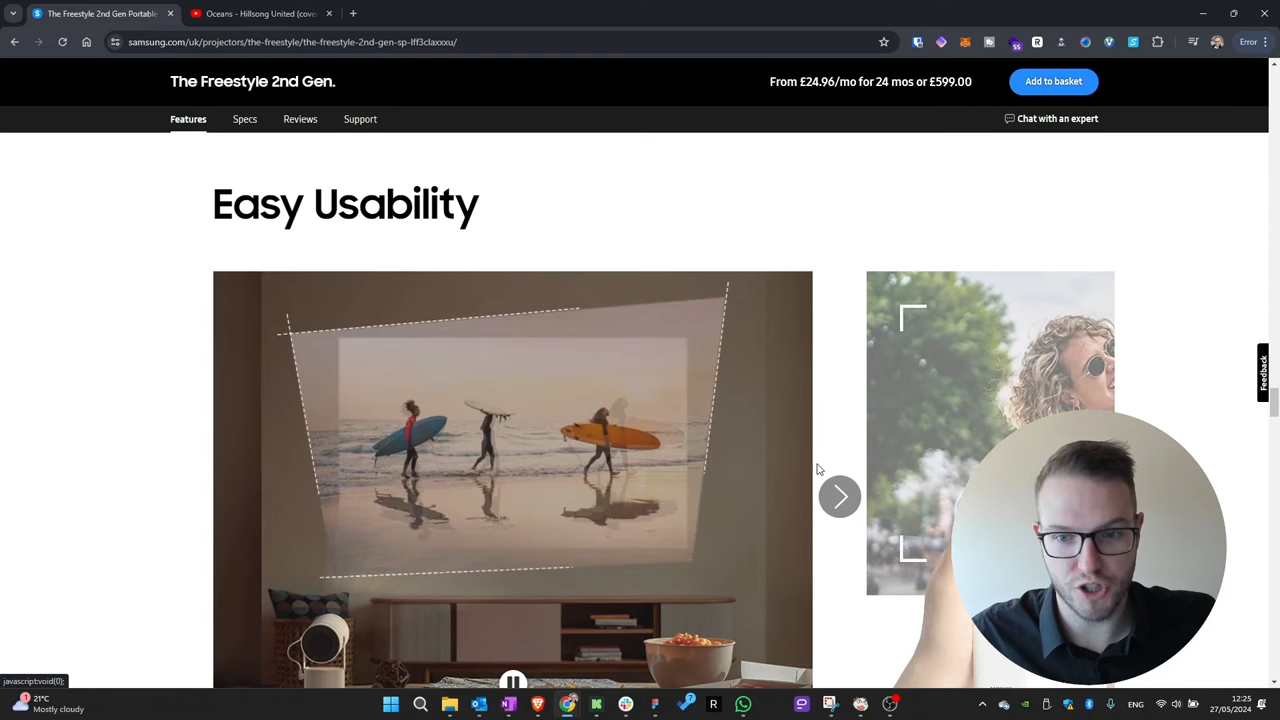 The Freestyle 2nd Gen Portable
Oceans - Hillsong United (cove
samsung.com/uk/projectors/the-freestyle/the-freestyle-2nd-gen-sp-lff3claxxxu/
Error
The Freestyle 2nd Gen.
From £24.96/mo for 24 mos or £599.00
Add to basket
Features
Specs
Reviews
Support
Chat with an expert
Easy Usability
Feedback
javascript:void(0);
21°C
Mostly cloudy
ENG
12:25
27/05/2024